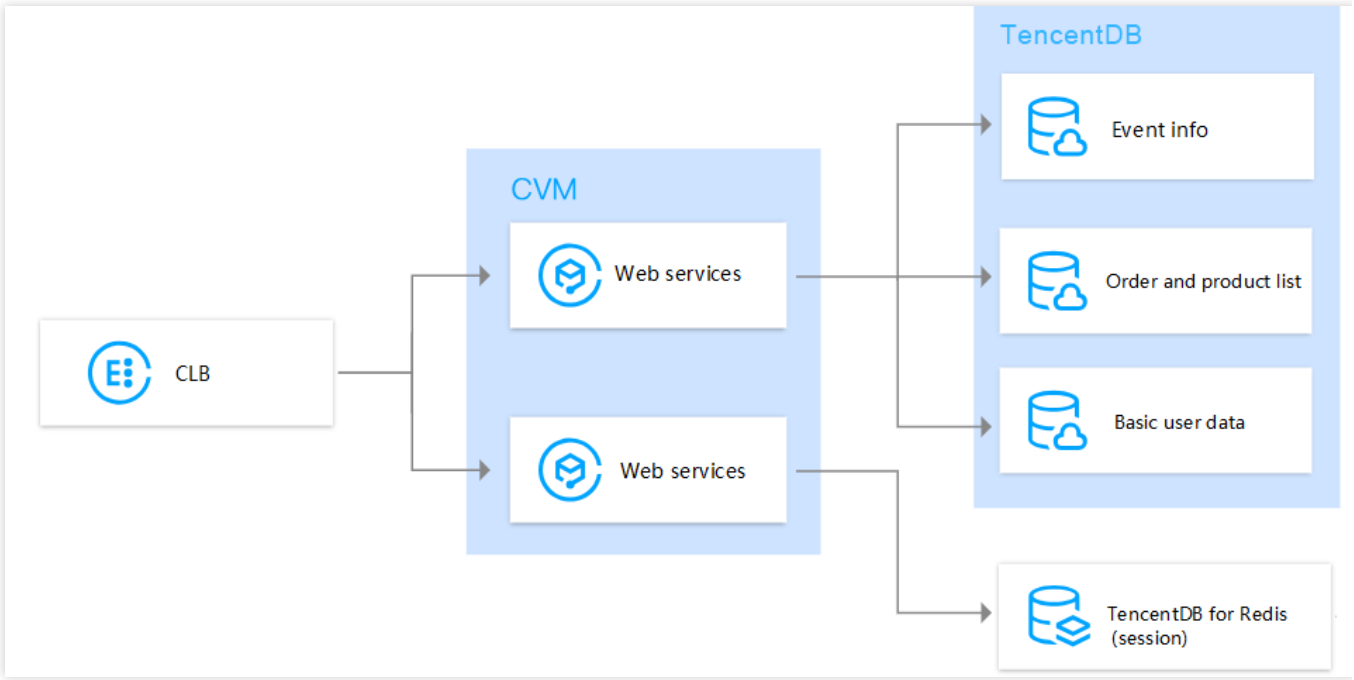 TencentDB
Event info
CVM
Web services
Order and product list
CLB
Basic user data
Web services
TencentDB for Redis
(session)